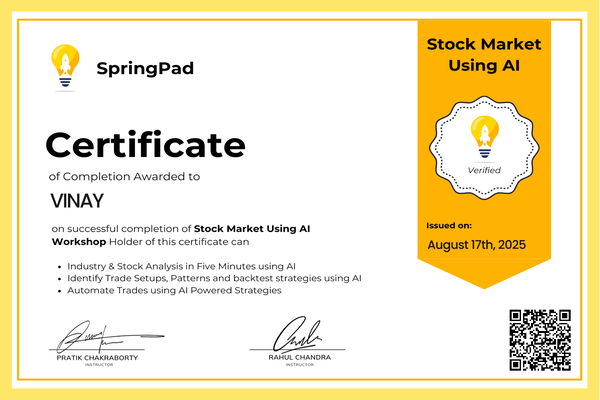 SpringPad
Stock Market
Using AI
Certificate
of Completion Awarded to
VINAY
Verified
on successful completion of Stock Market Using AI
Workshop Holder of this certificate can
Issued on:
August 17th, 2025
Industry & Stock Analysis in Five Minutes using AI
Identify Trade Setups, Patterns and backtest strategies using AI
Automate Trades using AI Powered Strategies
PRATIK CHAKRABORTY
INSTRUCTOR
RAHUL CHANDRA
INSTRUCTOR